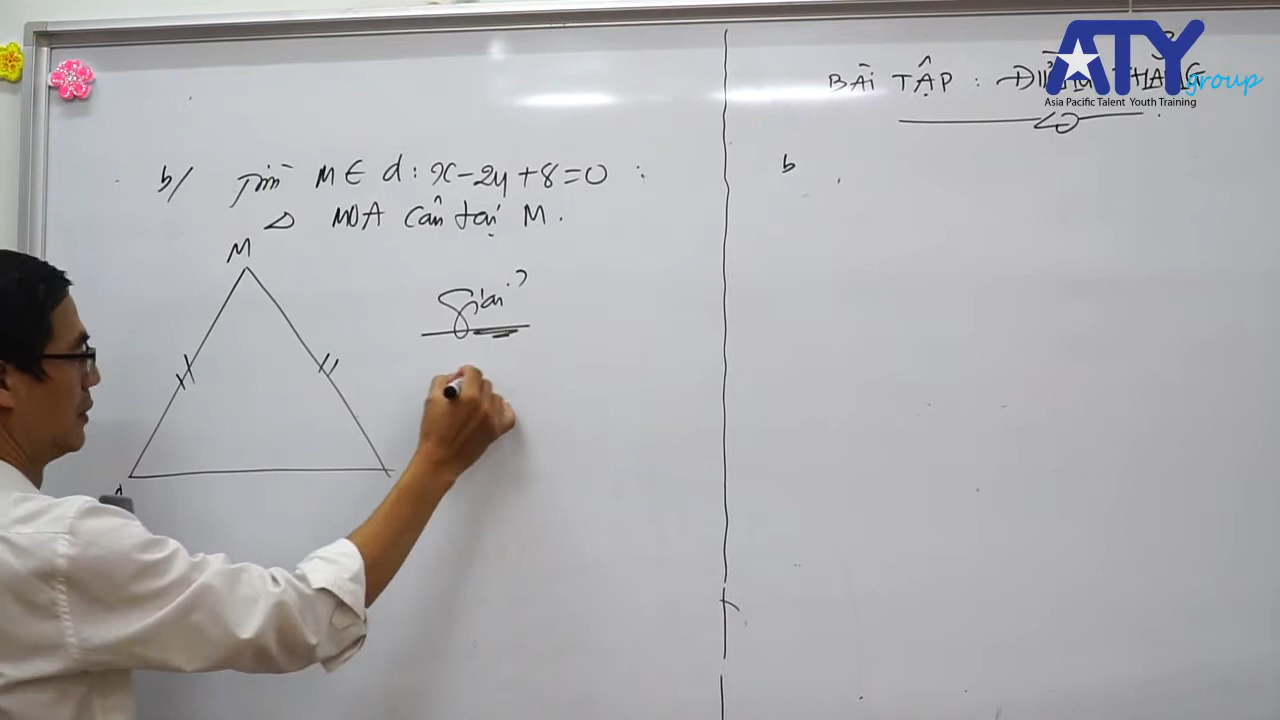 b/ Tìm M ∈ d: x-2y+8=0 :
Δ MOA cân tại M.
M
Giải
A
BÀI TẬP :
b
ATY
group
Asia Pacific Talent Youth Training